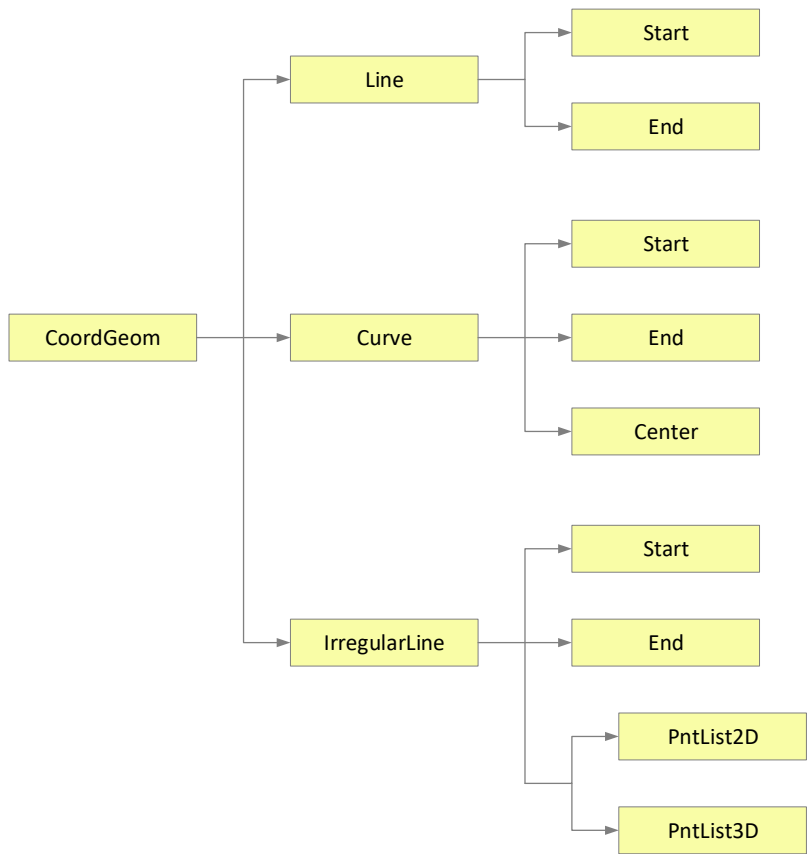 Start
Line
End
Start
CoordGeom
Curve
End
Center
Start
IrregularLine
End
PntList2D
PntList3D